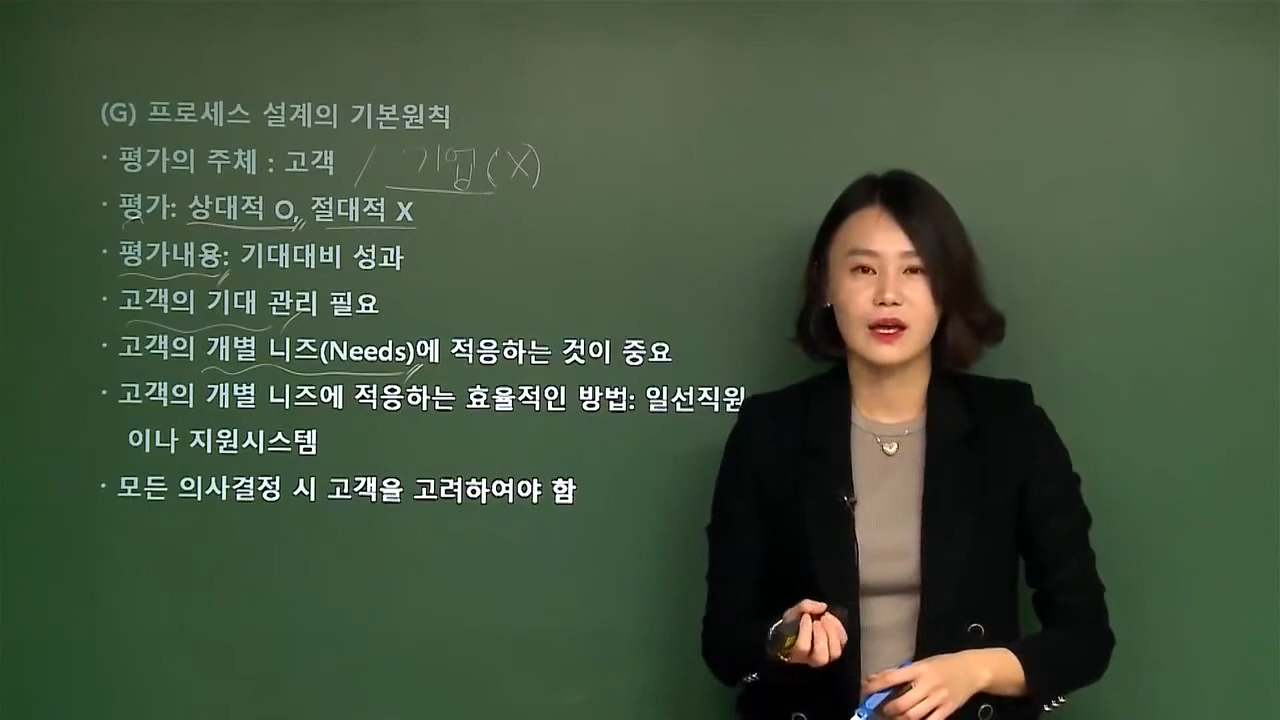 (G) 프로세스 설계의 기본원칙
· 평가의 주체 : 고객 / 기업(X)
· 평가: 상대적 O, 절대적 X
· 평가내용: 기대대비 성과
· 고객의 기대 관리 필요
· 고객의 개별 니즈(Needs)에 적응하는 것이 중요
· 고객의 개별 니즈에 적응하는 효율적인 방법: 일선직원
이나 지원시스템
· 모든 의사결정 시 고객을 고려하여야 함